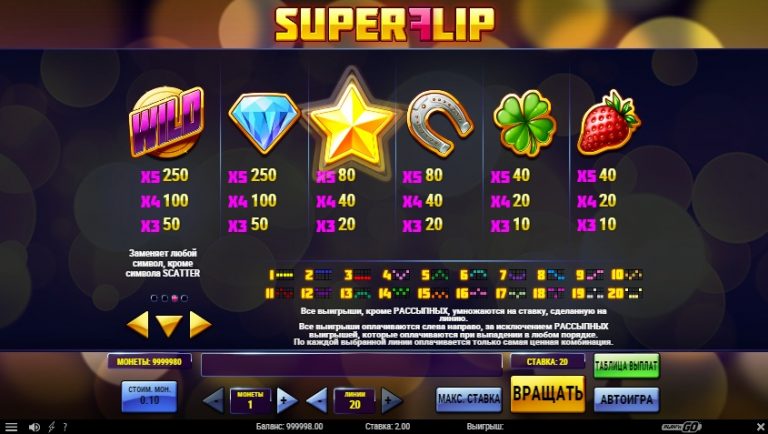 SUPERFLIP
WILD
X5 250 X5 250 X5 80 X5 80 X5 40 X5 40
X4 100 X4 100 X4 40 X4 40 X4 20 X4 20
X3 50 X3 50 X3 20 X3 20 X3 10 X3 10
Заменяет любой
символ, кроме
символа SCATTER
1 2 3 4 5 6 7 8 9 10
11 12 13 14 15 16 17 18 19 20
Все выигрыши, кроме РАССЫПНЫХ, умножаются на ставку, сделанную на
линию.
Все выигрыши оплачиваются слева направо, за исключением РАССЫПНЫХ
выигрышей, которые оплачиваются при выпадении в любом порядке.
По каждой выбранной линии оплачивается только самая ценная комбинация.
МОНЕТЫ: 9999980
СТАВКА: 20
ТАБЛИЦА ВЫПЛАТ
СТОИМ. МОН.
0.10
МОНЕТЫ
1
ЛИНИИ
20
МАКС. СТАВКА
ВРАЩАТЬ
АВТОИГРА
Баланс: 999998.00 Ставка: 2.00 Выигрыш:
PLAY'N GO